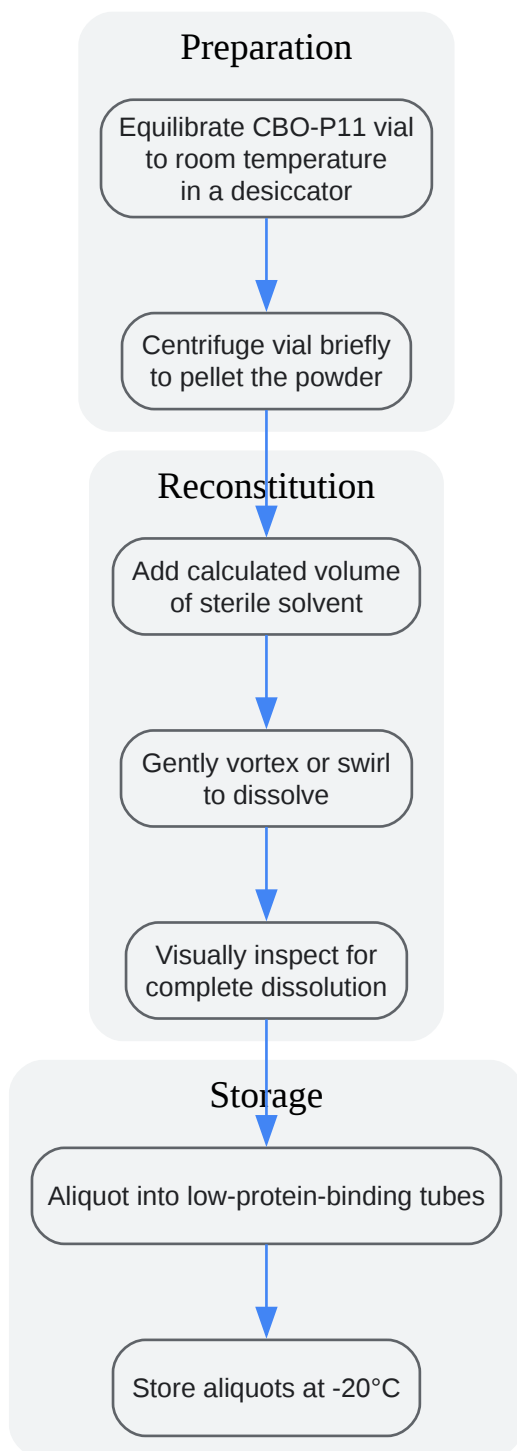 Preparation
Equilibrate CBO-P11 vial
to room temperature
in a desiccator
Centrifuge vial briefly
to pellet the powder
Reconstitution
Add calculated volume
of sterile solvent
Gently vortex or swirl
to dissolve
Visually inspect for
complete dissolution
Storage
Aliquot into low-protein-binding tubes
Store aliquots at -20°C